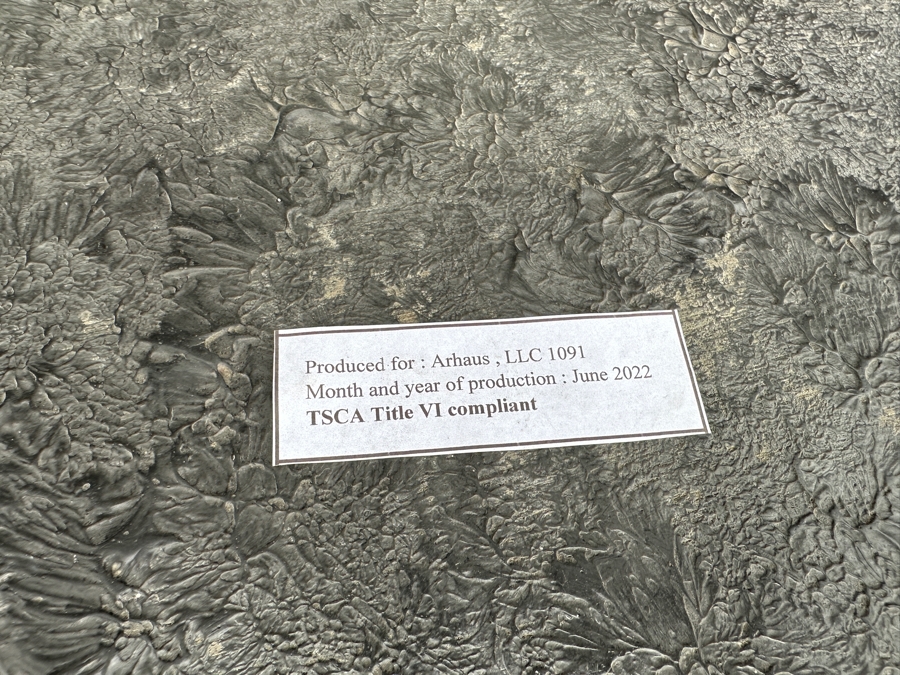 Produced for : Arhaus , LLC 1091
Month and year of production : June 2022
TSCA Title VI compliant